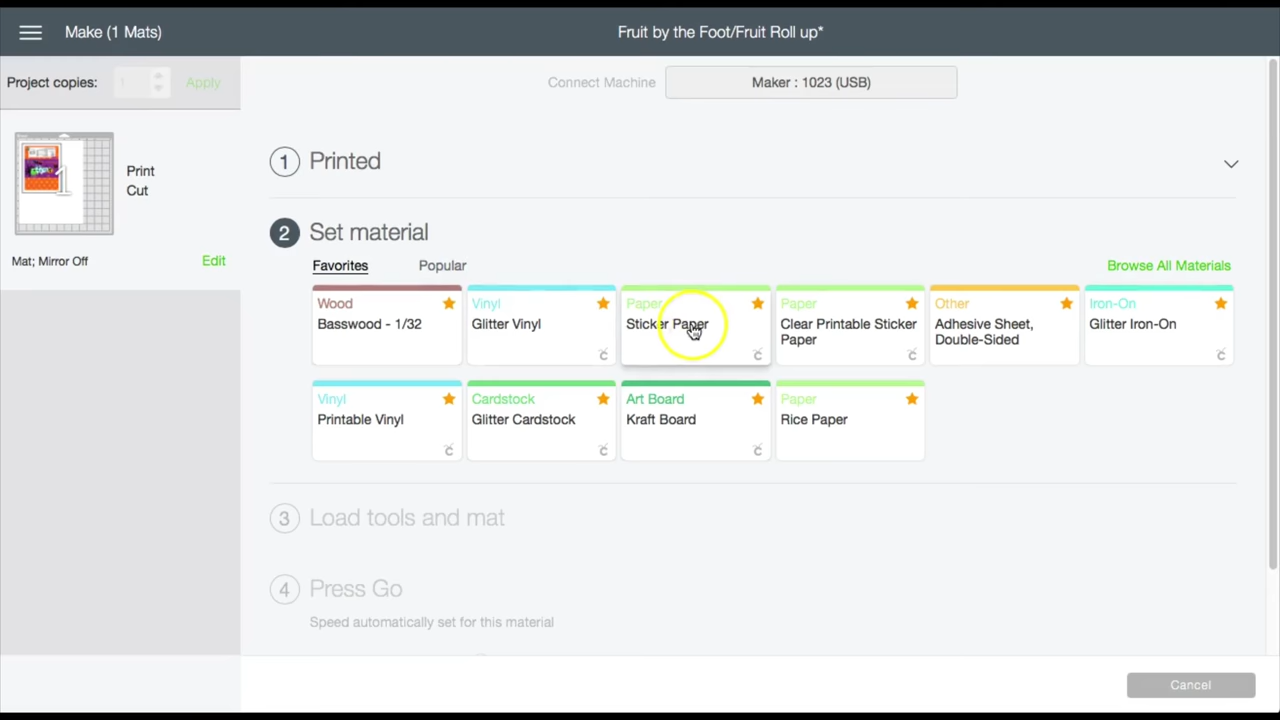 Make (1 Mats)
Fruit by the Foot/Fruit Roll up*
Project copies:
1
Apply
Connect Machine
Maker : 1023 (USB)
Print
Cut
Mat; Mirror Off
Edit
1
Printed
2
Set material
Favorites
Popular
Browse All Materials
Wood
Basswood - 1/32
Vinyl
Glitter Vinyl
Paper
Sticker Paper
Paper
Clear Printable Sticker
Paper
Other
Adhesive Sheet,
Double-Sided
Iron-On
Glitter Iron-On
Vinyl
Printable Vinyl
Cardstock
Glitter Cardstock
Art Board
Kraft Board
Paper
Rice Paper
3
Load tools and mat
4
Press Go
Speed automatically set for this material
Cancel